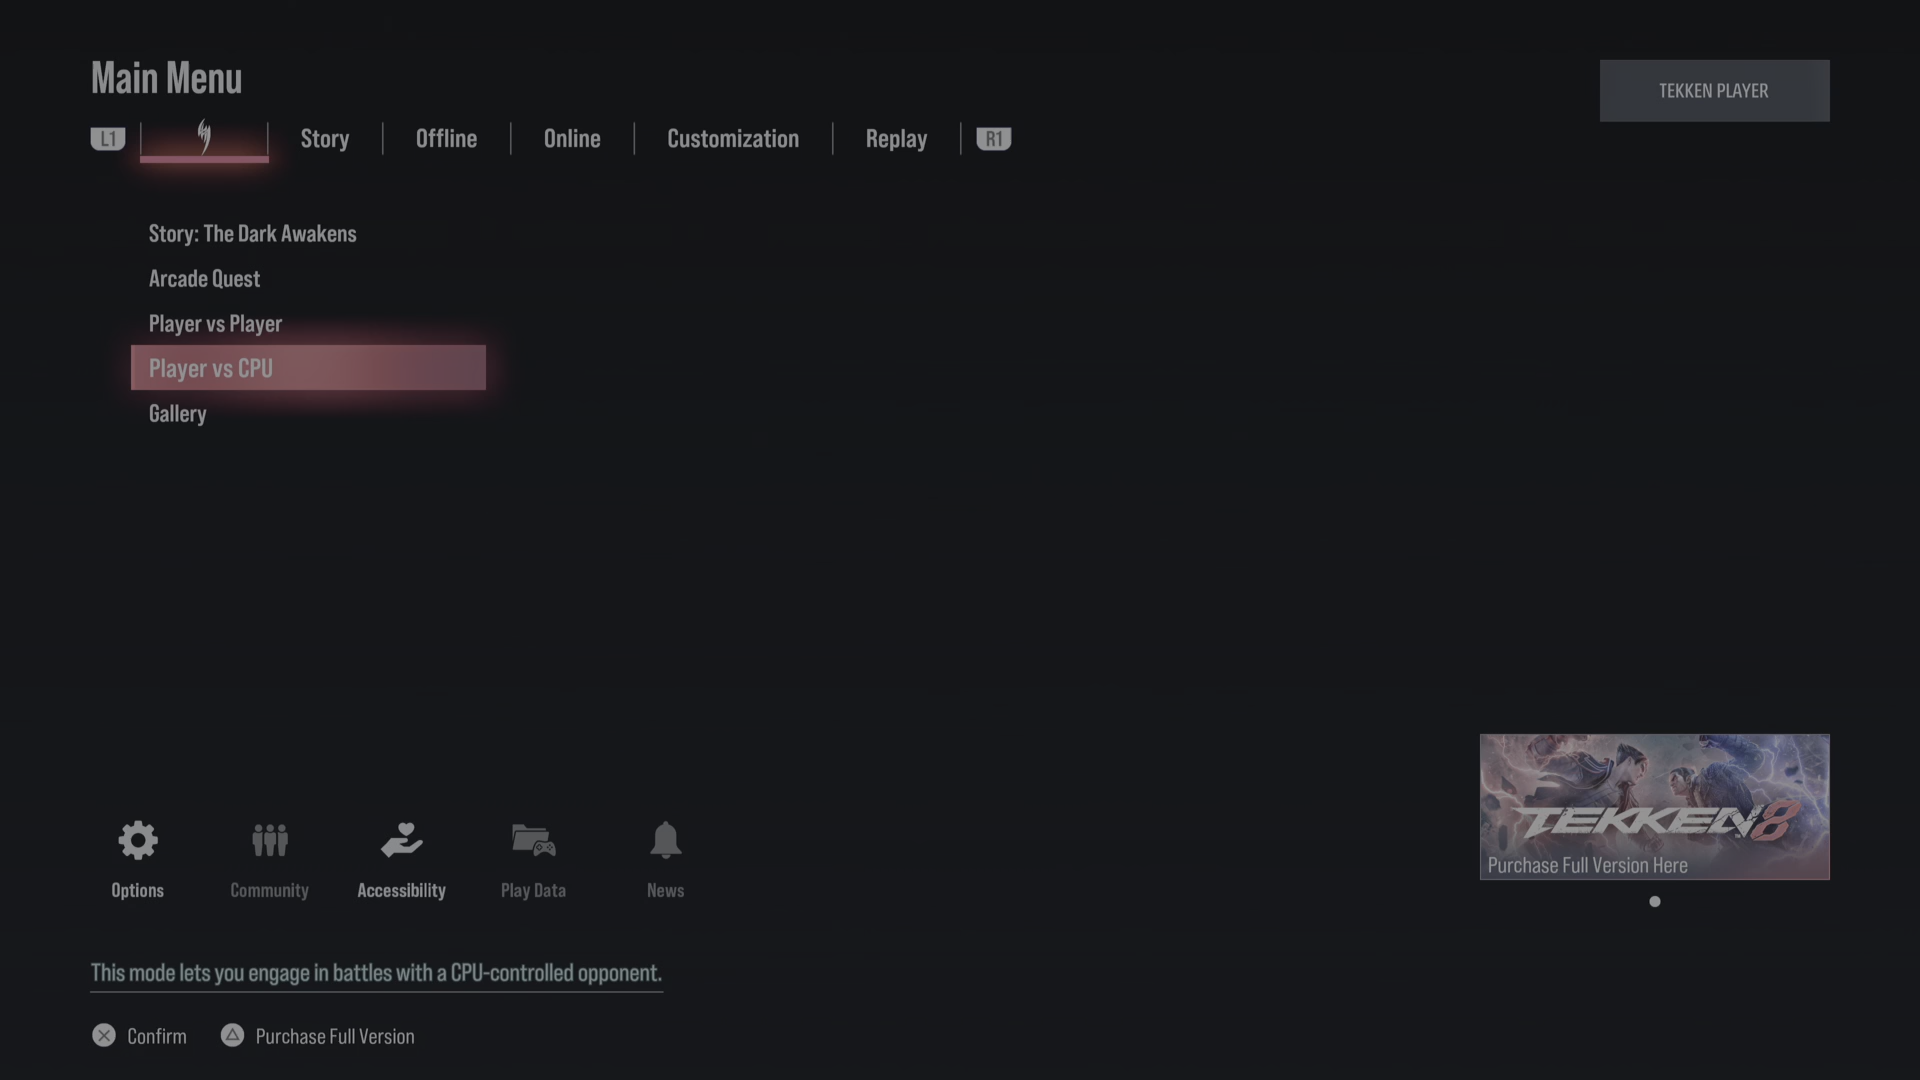 Main Menu
TEKKEN PLAYER
L1 Story Offline Online Customization Replay R1
Story: The Dark Awakens
Arcade Quest
Player vs Player
Player vs CPU
Gallery
TEKKEN 8
Purchase Full Version Here
Options Community Accessibility Play Data News
This mode lets you engage in battles with a CPU-controlled opponent.
Confirm Purchase Full Version